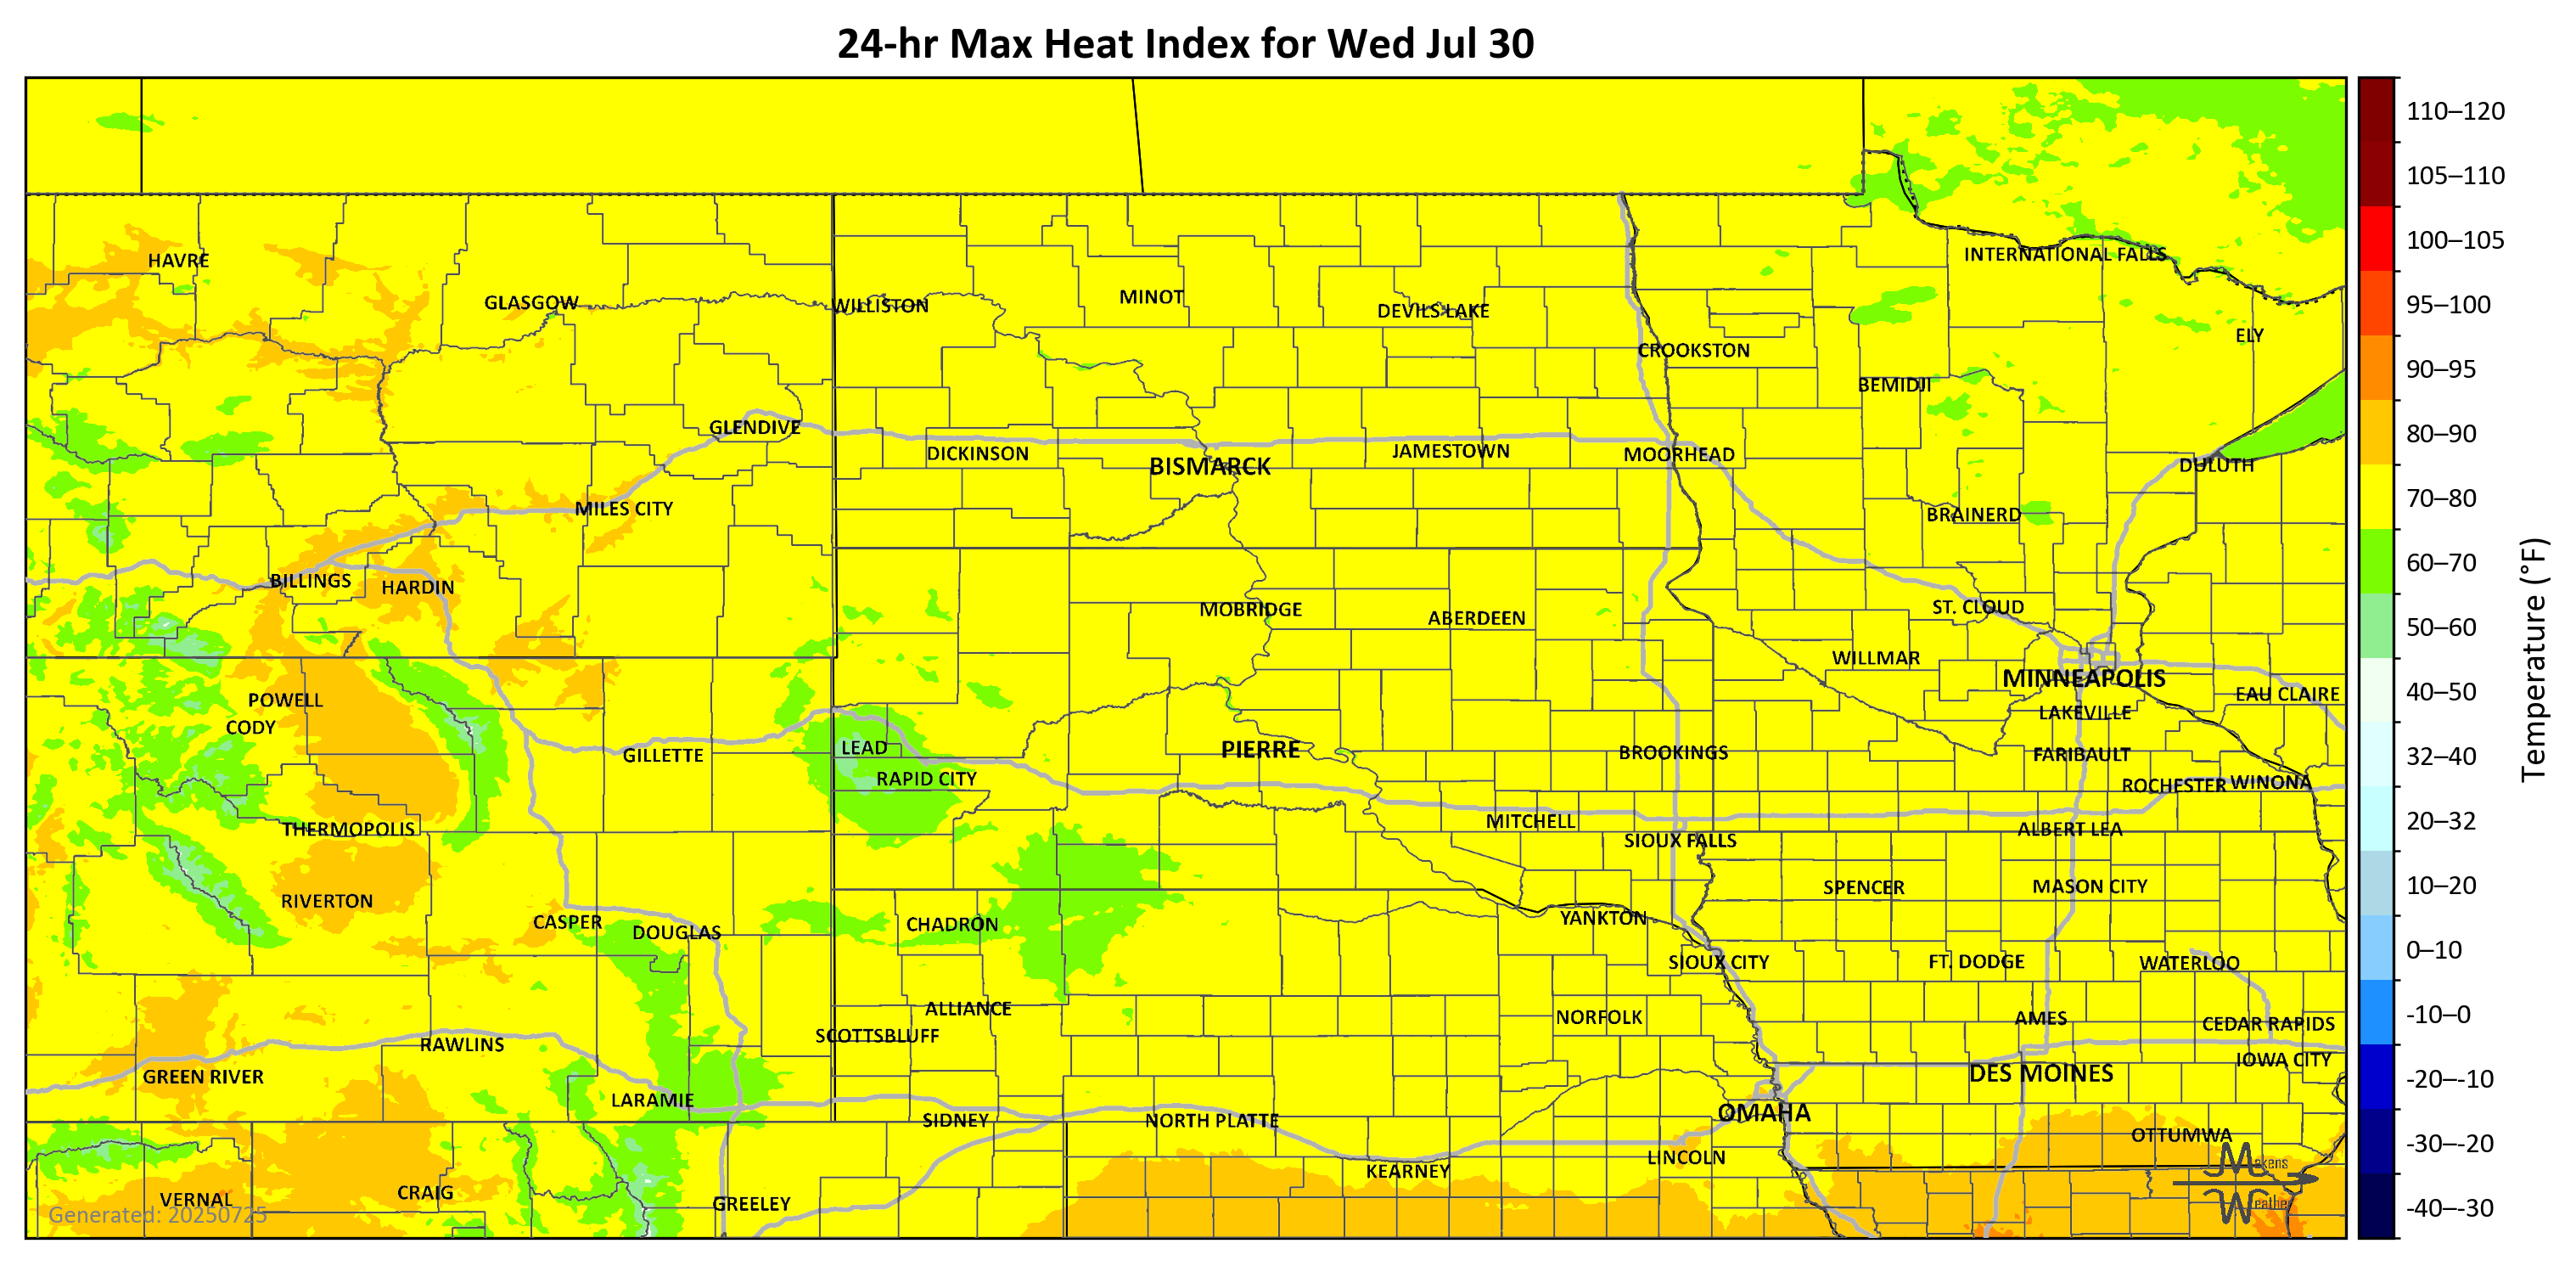 24-hr Max Heat Index for Wed Jul 30
110–120
105–110
100–105
95–100
90–95
80–90
70–80
60–70
50–60
40–50
32–40
20–32
10–20
0–10
-10–0
-20–-10
-30–-20
-40–-30
Temperature (°F)
HAVRE
GLASGOW
WILLISTON
MINOT
DEVILS LAKE
INTERNATIONAL FALLS
ELY
CROOKSTON
BEMIDJI
GLENDIVE
DICKINSON
BISMARCK
JAMESTOWN
MOORHEAD
DULUTH
MILES CITY
BRAINERD
BILLINGS
HARDIN
MOBRIDGE
ABERDEEN
ST. CLOUD
WILLMAR
MINNEAPOLIS
EAU CLAIRE
POWELL
CODY
LAKEVILLE
GILLETTE
LEAD
RAPID CITY
PIERRE
BROOKINGS
FARIBAULT
ROCHESTER
WINONA
THERMOPOLIS
MITCHELL
SIOUX FALLS
ALBERT LEA
RIVERTON
SPENCER
MASON CITY
CASPER
DOUGLAS
CHADRON
YANKTON
SIOUX CITY
FT. DODGE
WATERLOO
ALLIANCE
SCOTTSBLUFF
NORFOLK
AMES
CEDAR RAPIDS
RAWLINS
IOWA CITY
GREEN RIVER
DES MOINES
LARAMIE
OMAHA
SIDNEY
NORTH PLATTE
OTTUMWA
LINCOLN
KEARNEY
VERNAL
CRAIG
GREELEY
Mekens
Weather
Generated: 20250725